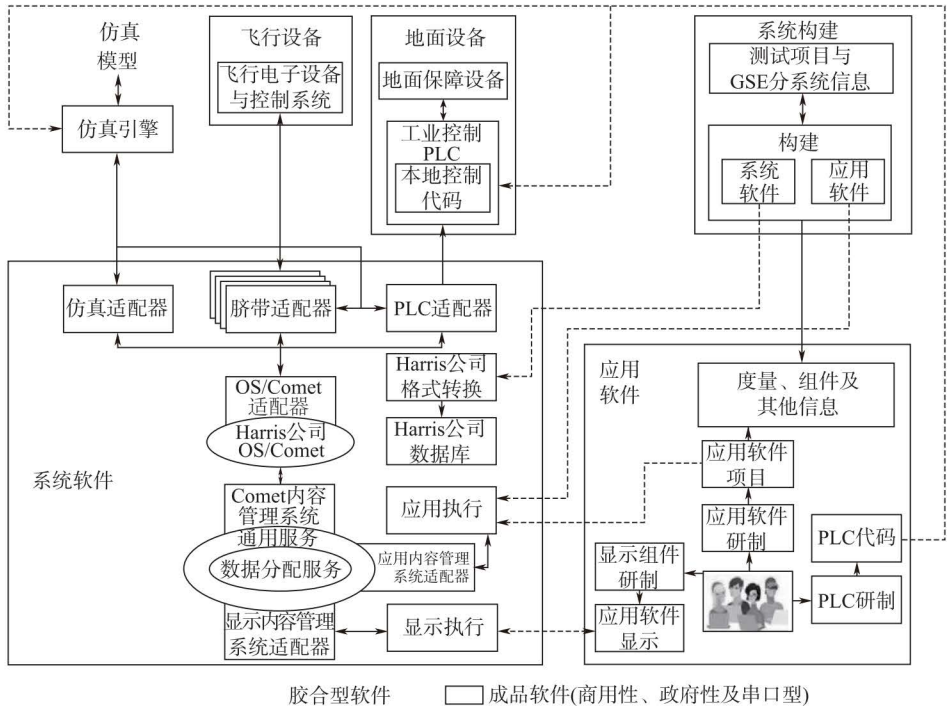 仿真
模型
仿真引擎
飞行设备
飞行电子设备
与控制系统
地面设备
地面保障设备
工业控制
PLC
本地控制
代码
系统构建
测试项目与
GSE分系统信息
构建
系统
软件
应用
软件
仿真适配器
脐带适配器
PLC适配器
OS/Comet
适配器
Harris公司
OS/Comet
Harris公司
格式转换
Harris公司
数据库
系统软件
Comet内容
管理系统
通用服务
数据分配服务
应用执行
应用内容管理
系统适配器
显示内容管理
系统适配器
显示执行
应用
软件
度量、组件及
其他信息
应用软件
项目
应用软件
研制
显示组件
研制
应用软件
显示
PLC代码
PLC研制
胶合型软件
成品软件(商用性、政府性及串口型)